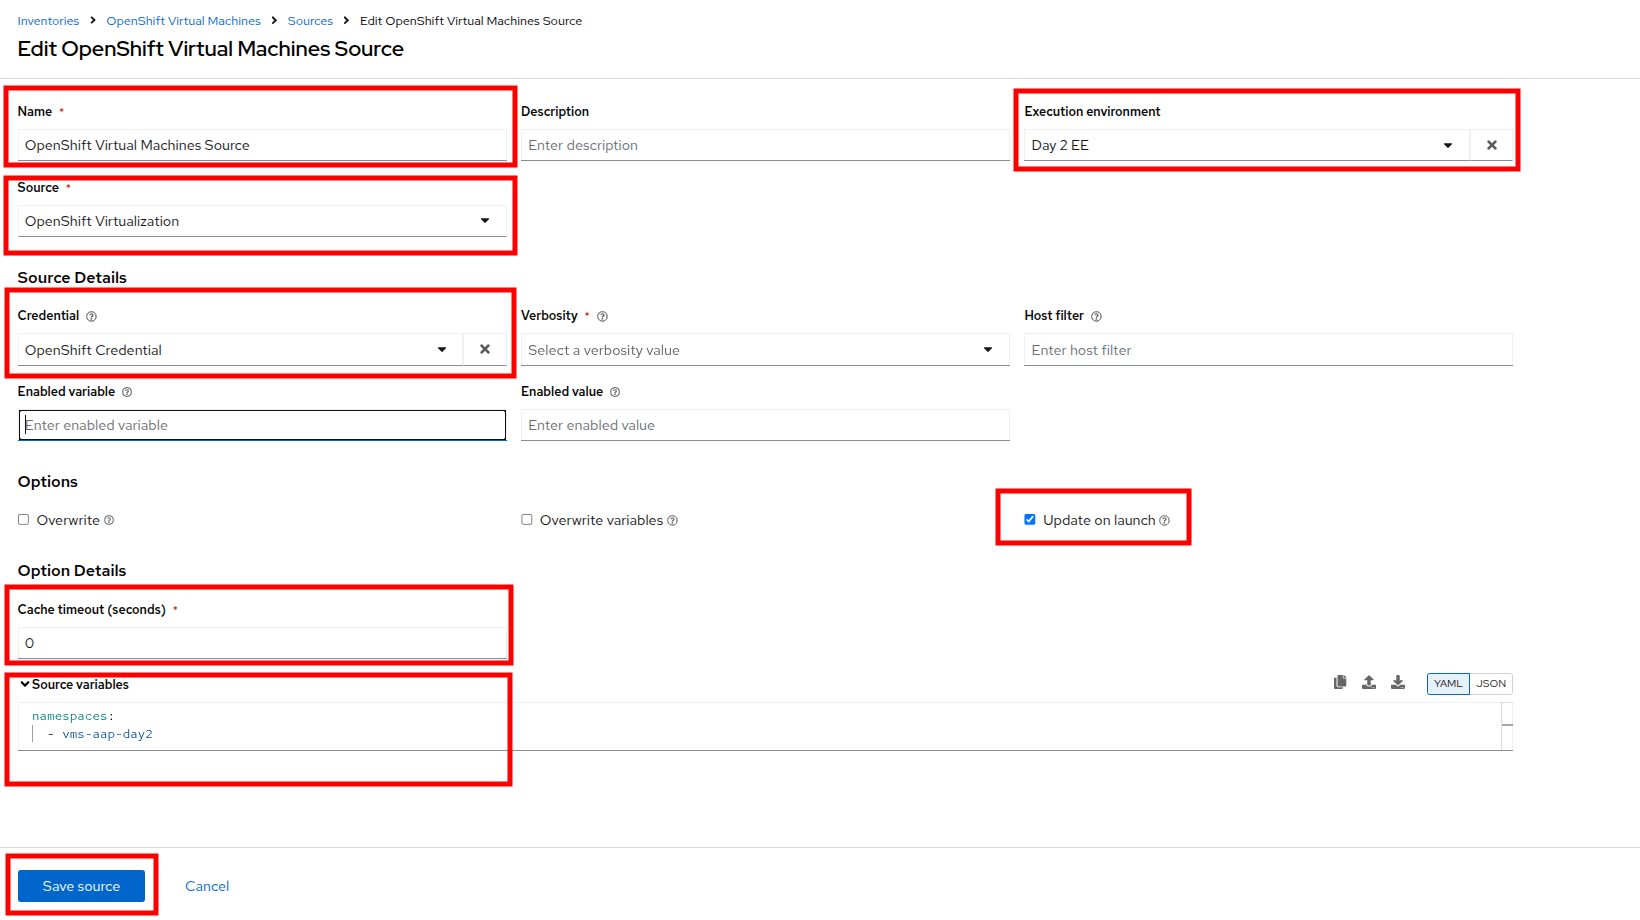 Inventories > OpenShift Virtual Machines > Sources > Edit OpenShift Virtual Machines Source
Edit OpenShift Virtual Machines Source
Name *
Description
Execution environment
OpenShift Virtual Machines Source
Enter description
Day 2 EE
Source *
OpenShift Virtualization
Source Details
Credential
Verbosity *
Host filter
OpenShift Credential
Select a verbosity value
Enter host filter
Enabled variable
Enabled value
Enter enabled variable
Enter enabled value
Options
Overwrite
Overwrite variables
Update on launch
Option Details
Cache timeout (seconds) *
0
Source variables
YAML JSON
namespaces:
- vms-aap-day2
Save source
Cancel